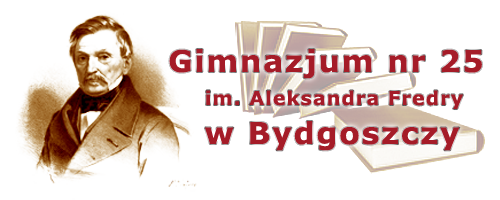 Gimnazjum nr 25
im. Aleksandra Fredry
w Bydgoszczy